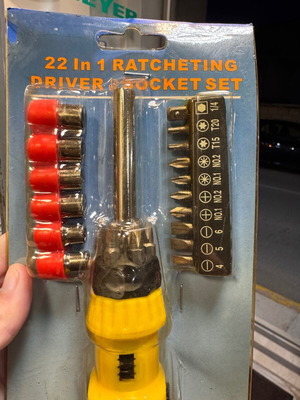 EYER
22 In 1 RATCHETING
DRIVER SOCKET SET
1/4
T20
T15
NO.2
NO.1
NO.2
NO.1
6
5
4